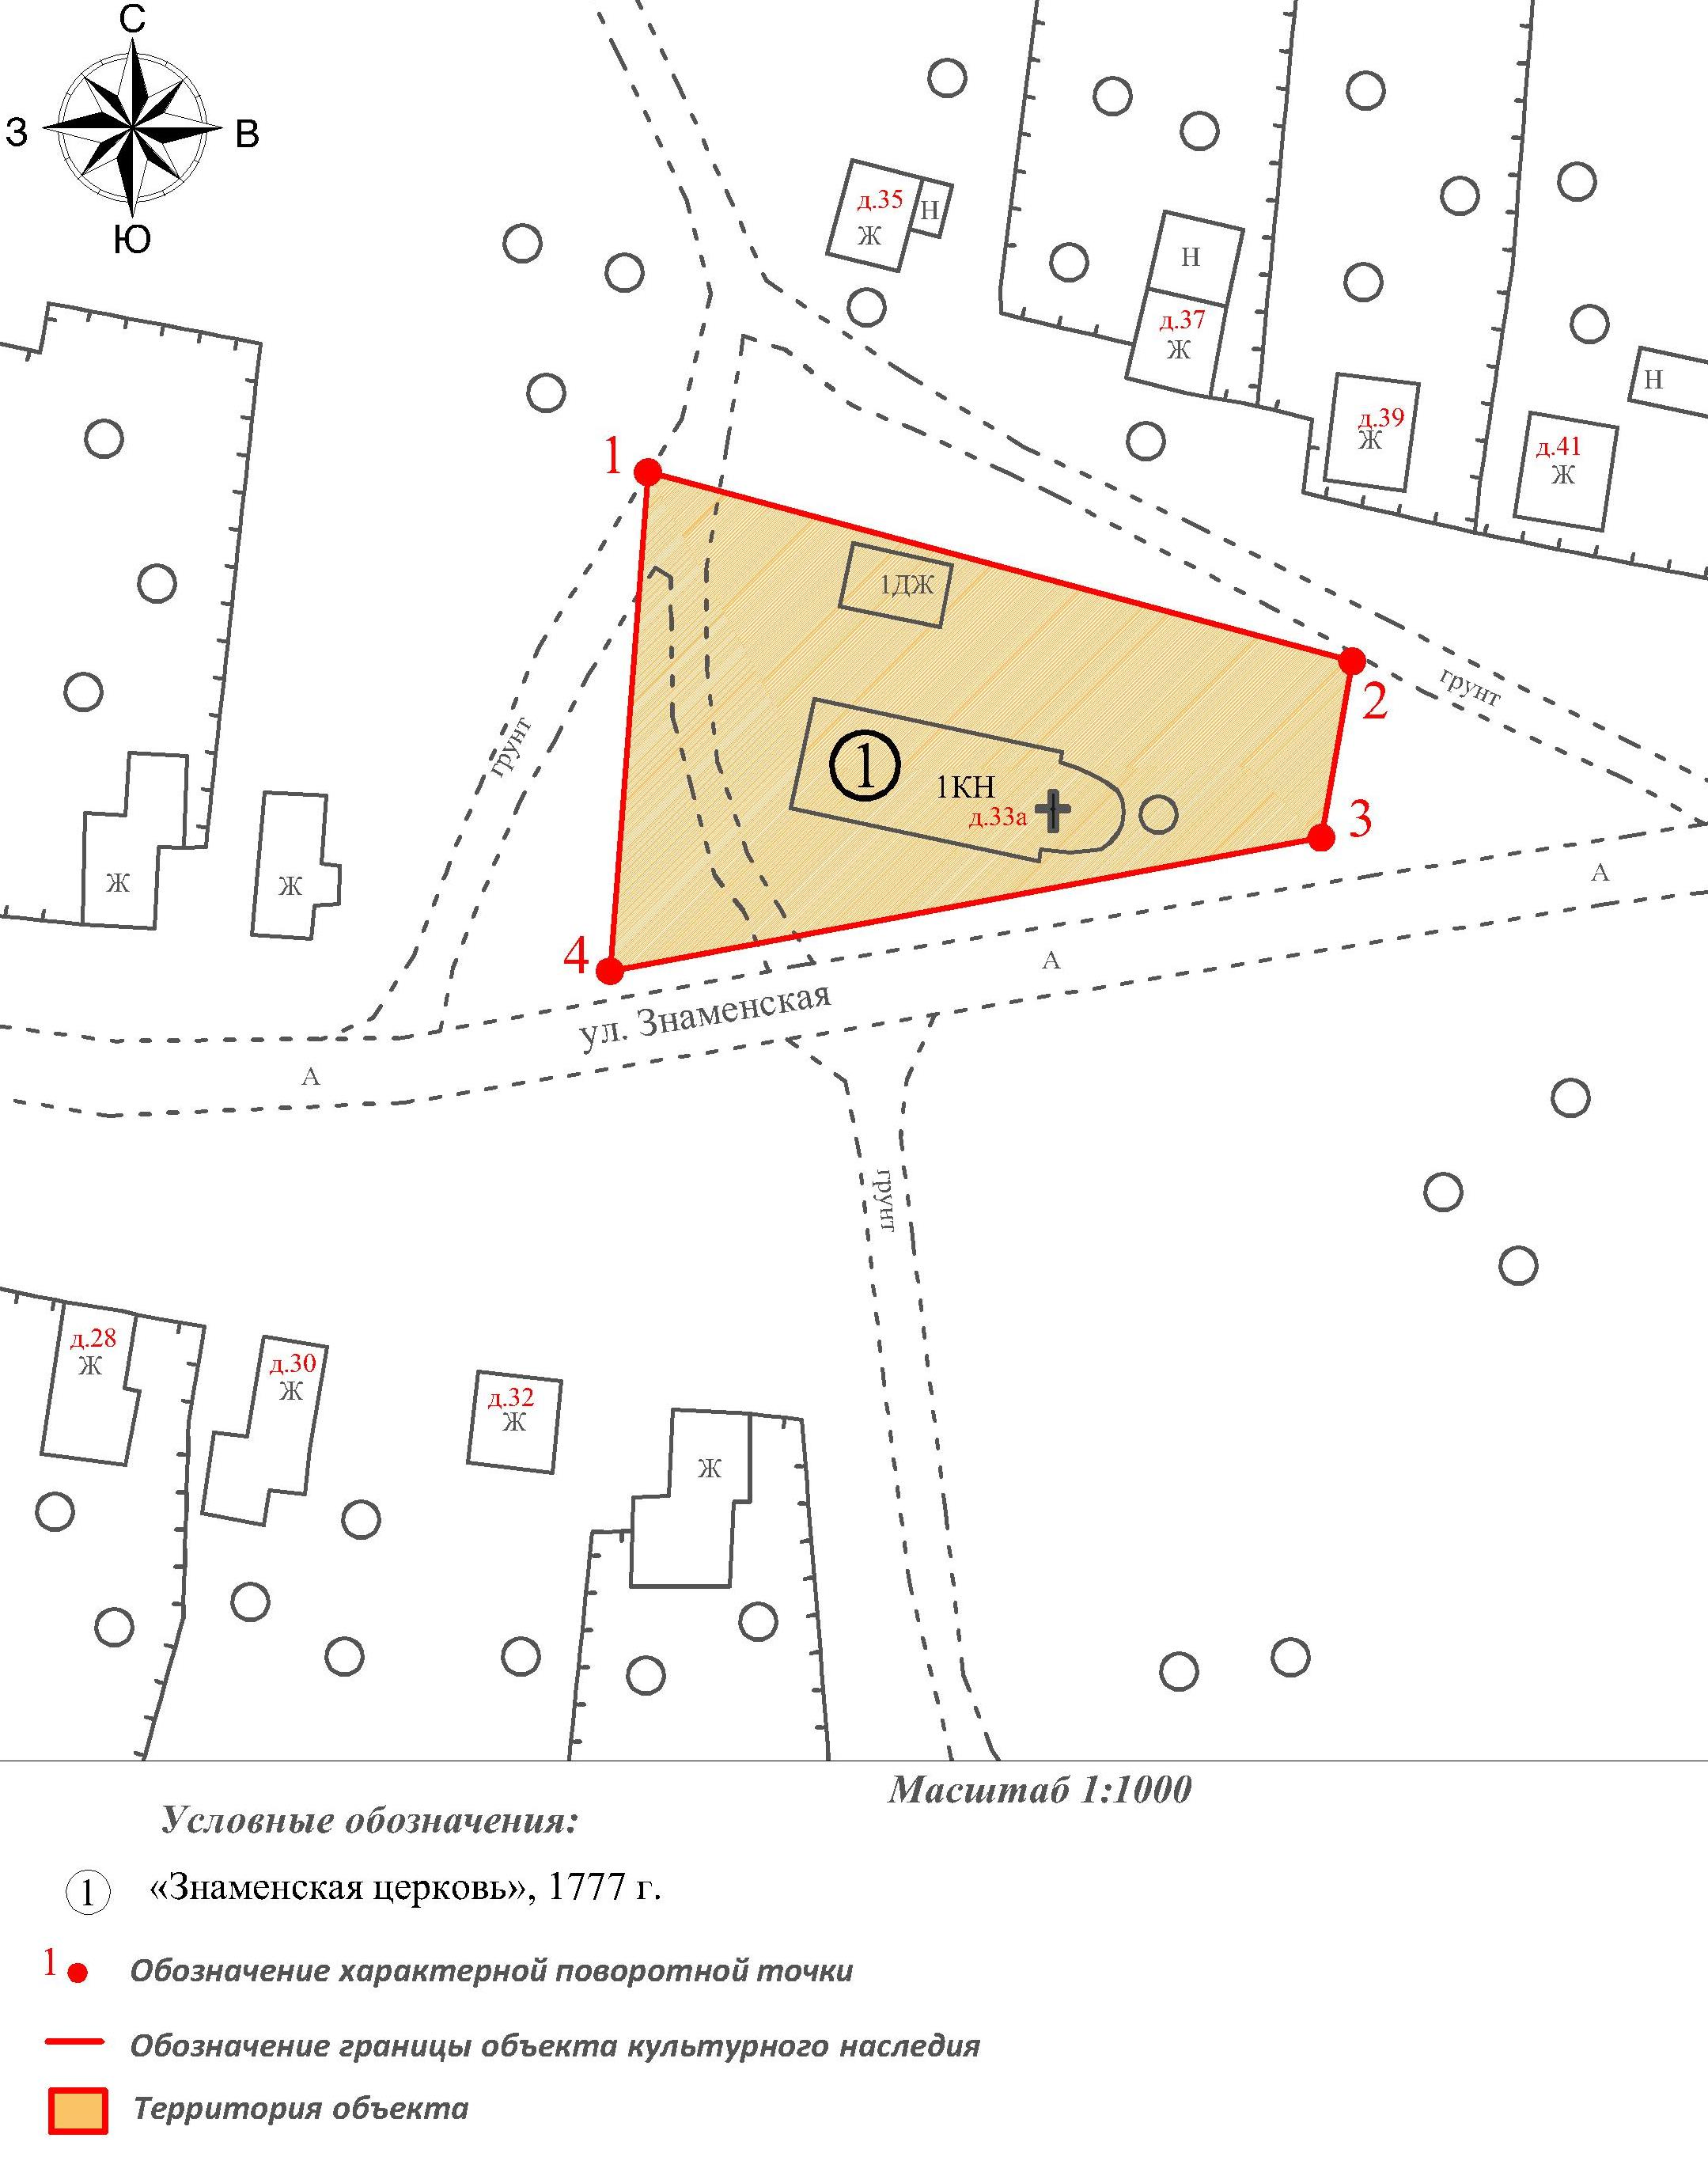 С
З
В
Ю
д.35
Н
Ж
Н
д.37
Ж
д.39
Ж
Н
д.41
Ж
1
1ДЖ
2
грунт
грунт
1
1КН
д.33а
3
Ж
Ж
А
4
А
ул. Знаменская
А
грунт
д.28
Ж
д.30
Ж
д.32
Ж
Ж
Масштаб 1:1000
Условные обозначения:
1 «Знаменская церковь», 1777 г.
1 Обозначение характерной поворотной точки
Обозначение границы объекта культурного наследия
Территория объекта